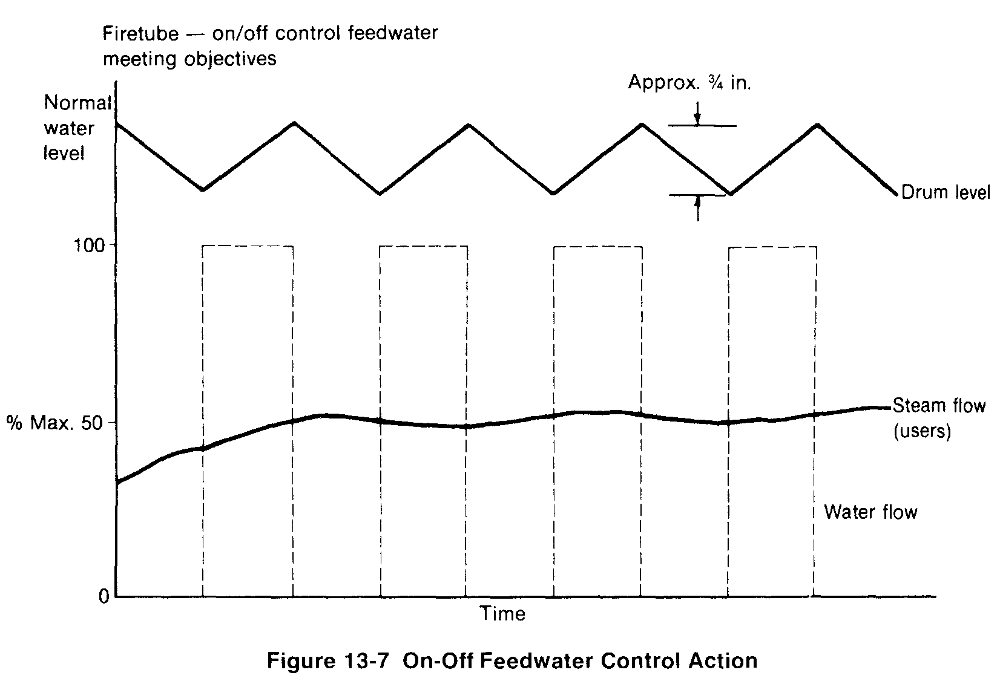 Firetube — on/off control feedwater
meeting objectives
Approx. ¾ in.
Normal
water
level
Drum level
100
% Max. 50
Steam flow
(users)
Water flow
0
Time
Figure 13-7 On-Off Feedwater Control Action